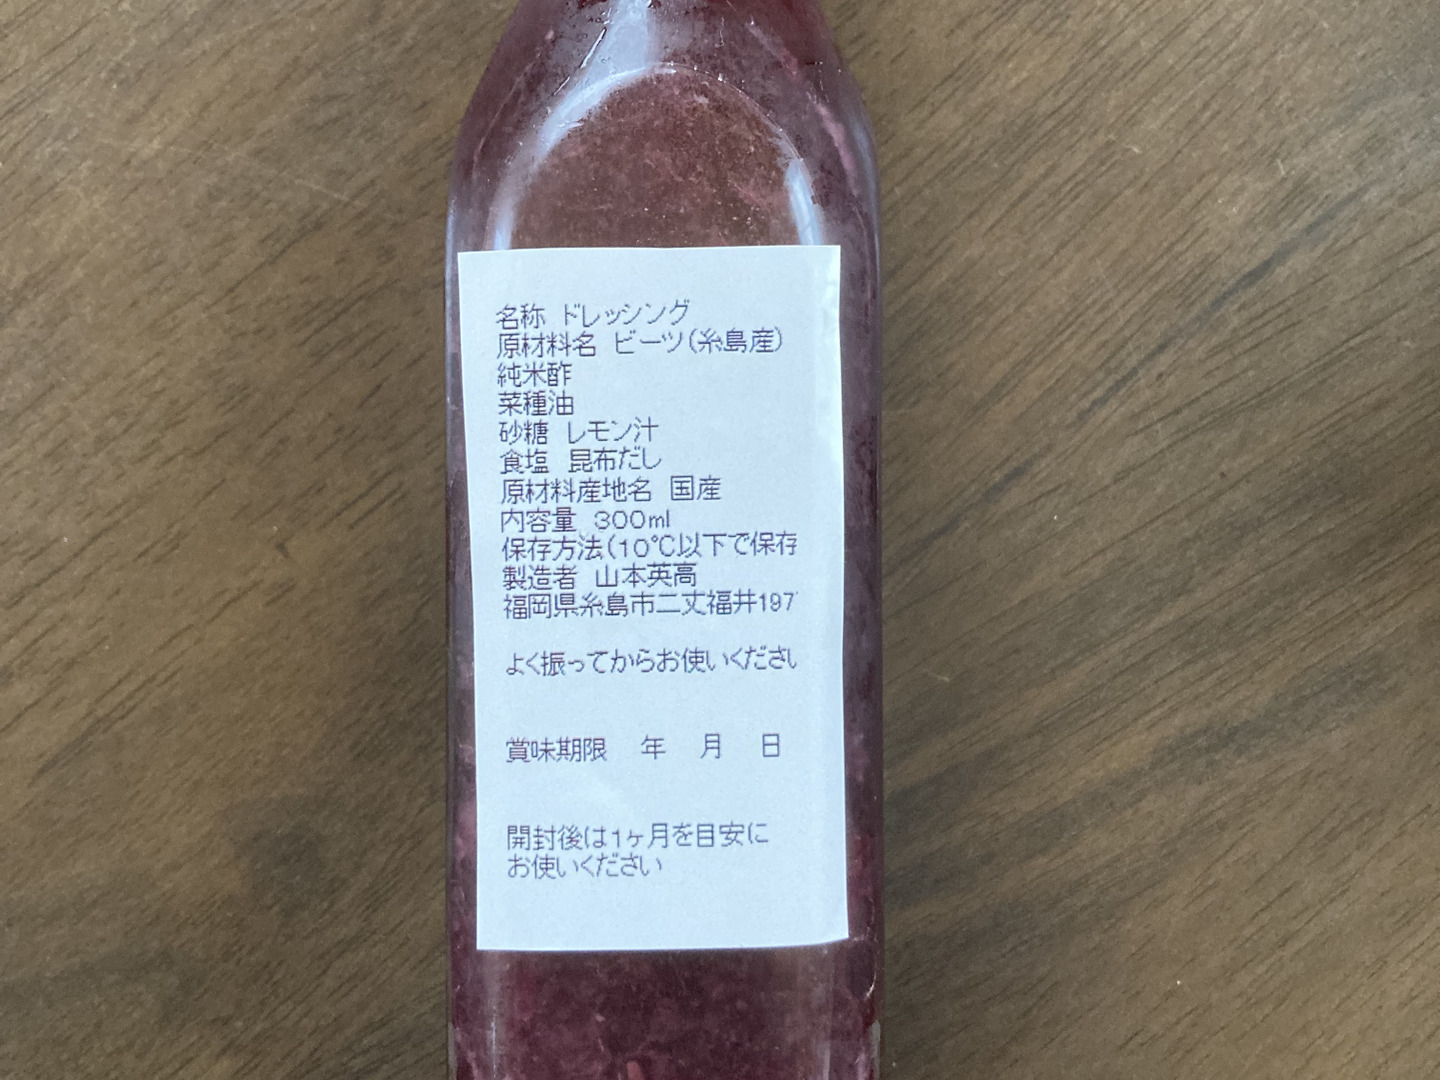 名称 ドレッシング
原材料名 ビーツ(糸島産)
純米酢
菜種油
砂糖 レモン汁
食塩 昆布だし
原材料産地名 国産
内容量 300ml
保存方法(10℃以下で保存
製造者 山本英高
福岡県糸島市二丈福井197
よく振ってからお使いくださ
賞味期限 年 月 日
開封後は1ヶ月を目安に
お使いください